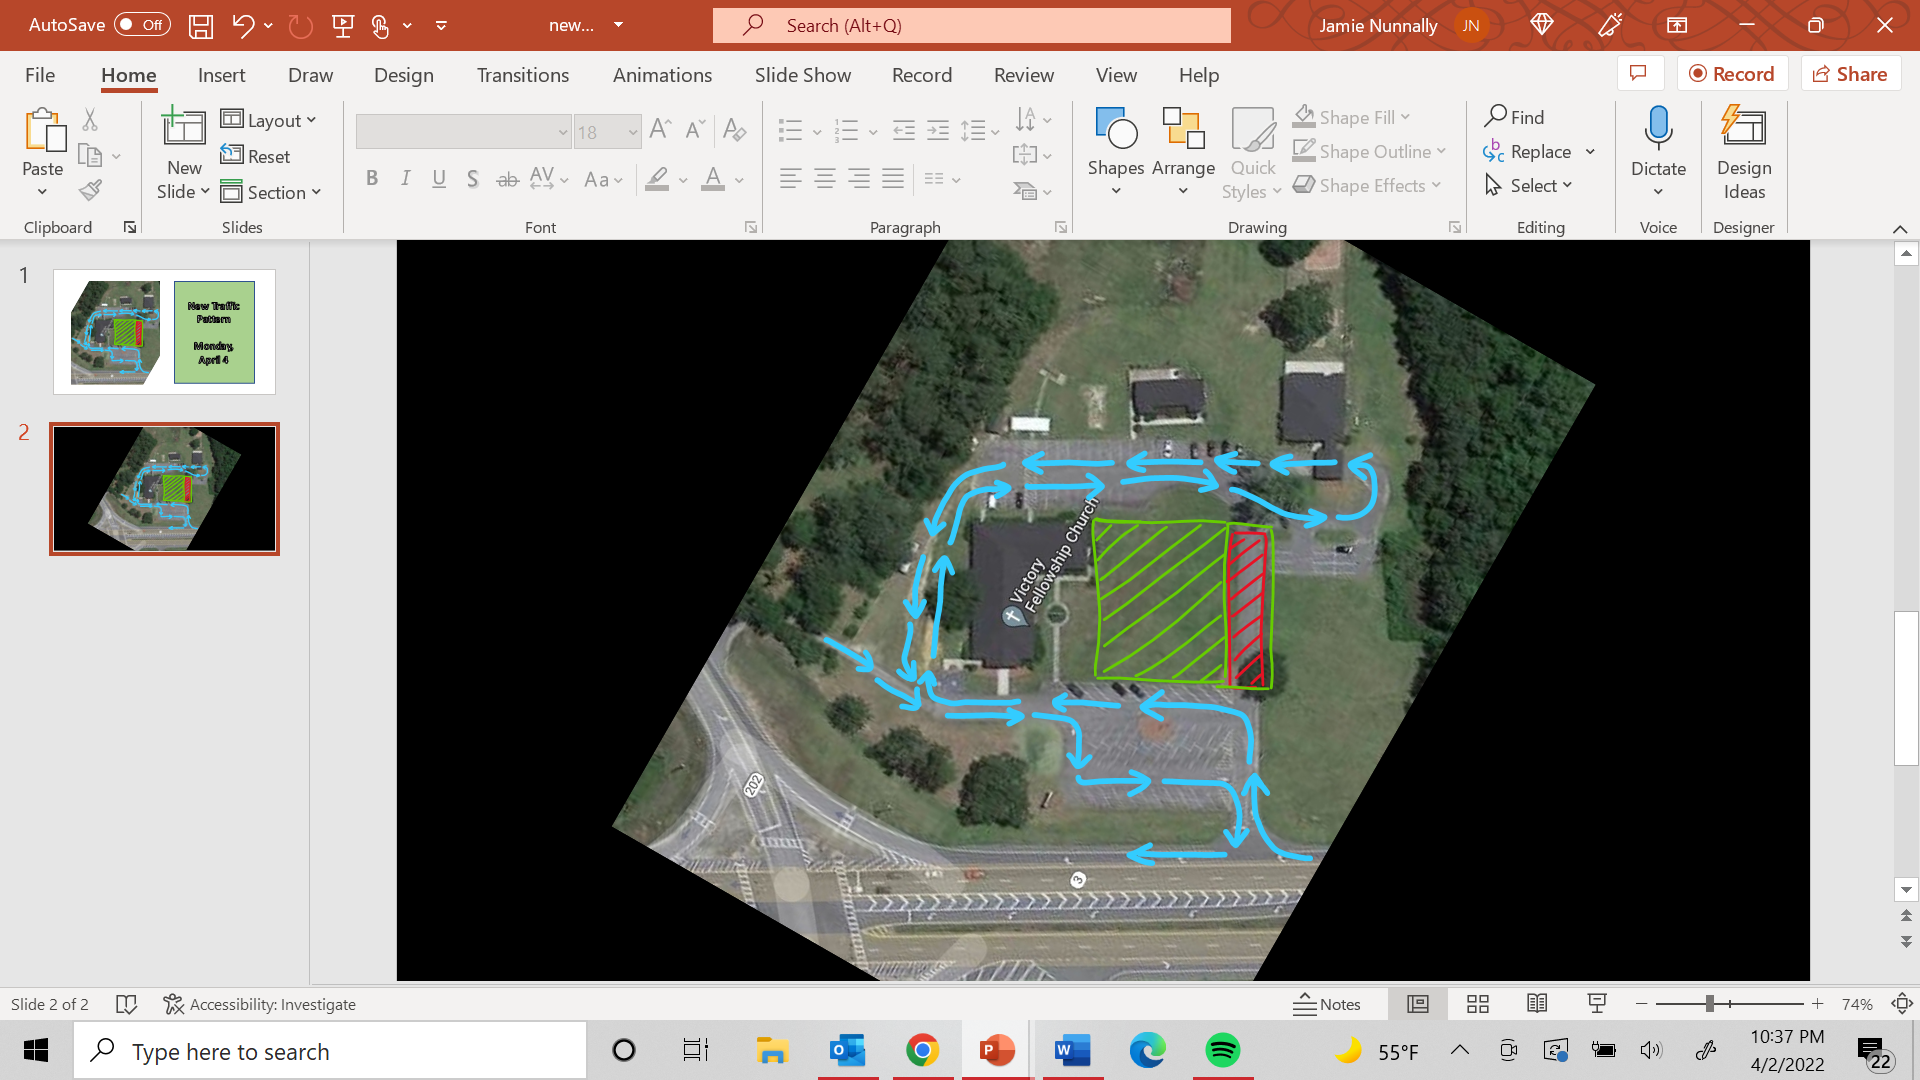 AutoSave Off new... Search (Alt+Q) Jamie Nunnally JN
File Home Insert Draw Design Transitions Animations Slide Show Record Review View Help Record Share
Paste
Clipboard
New
Slide
Layout
Reset
Section
Slides
18
B I U S ab AV Aa A
Font
Paragraph
Shapes Arrange Quick
Styles
Shape Fill
Shape Outline
Shape Effects
Drawing
Find
Replace
Select
Editing
Dictate
Voice
Design
Ideas
Designer
1
New Traffic
Pattern
Monday,
April 4
2
Victory
Fellowship Church
202
3
Slide 2 of 2 Accessibility: Investigate Notes 74%
Type here to search 55°F 10:37 PM
4/2/2022
22